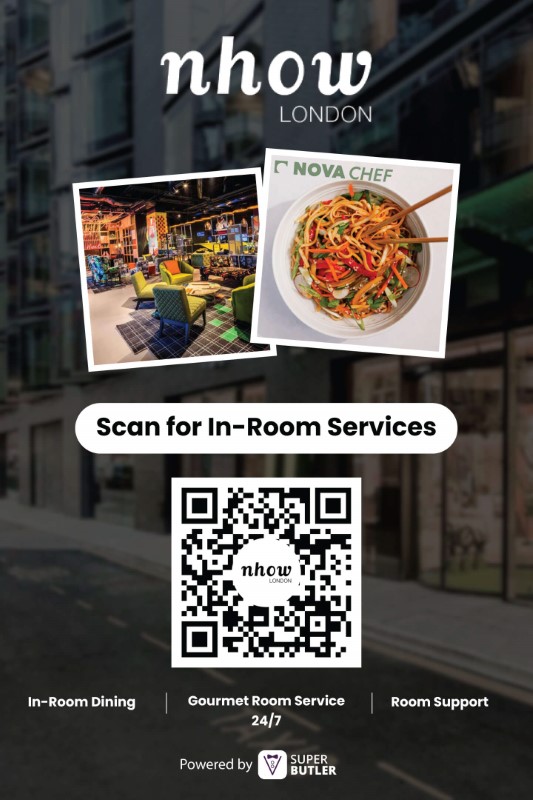 nhow
LONDON
NOVA CHEF
Scan for In-Room Services
nhow
LONDON
In-Room Dining
Gourmet Room Service
24/7
Room Support
Powered by SUPER
BUTLER